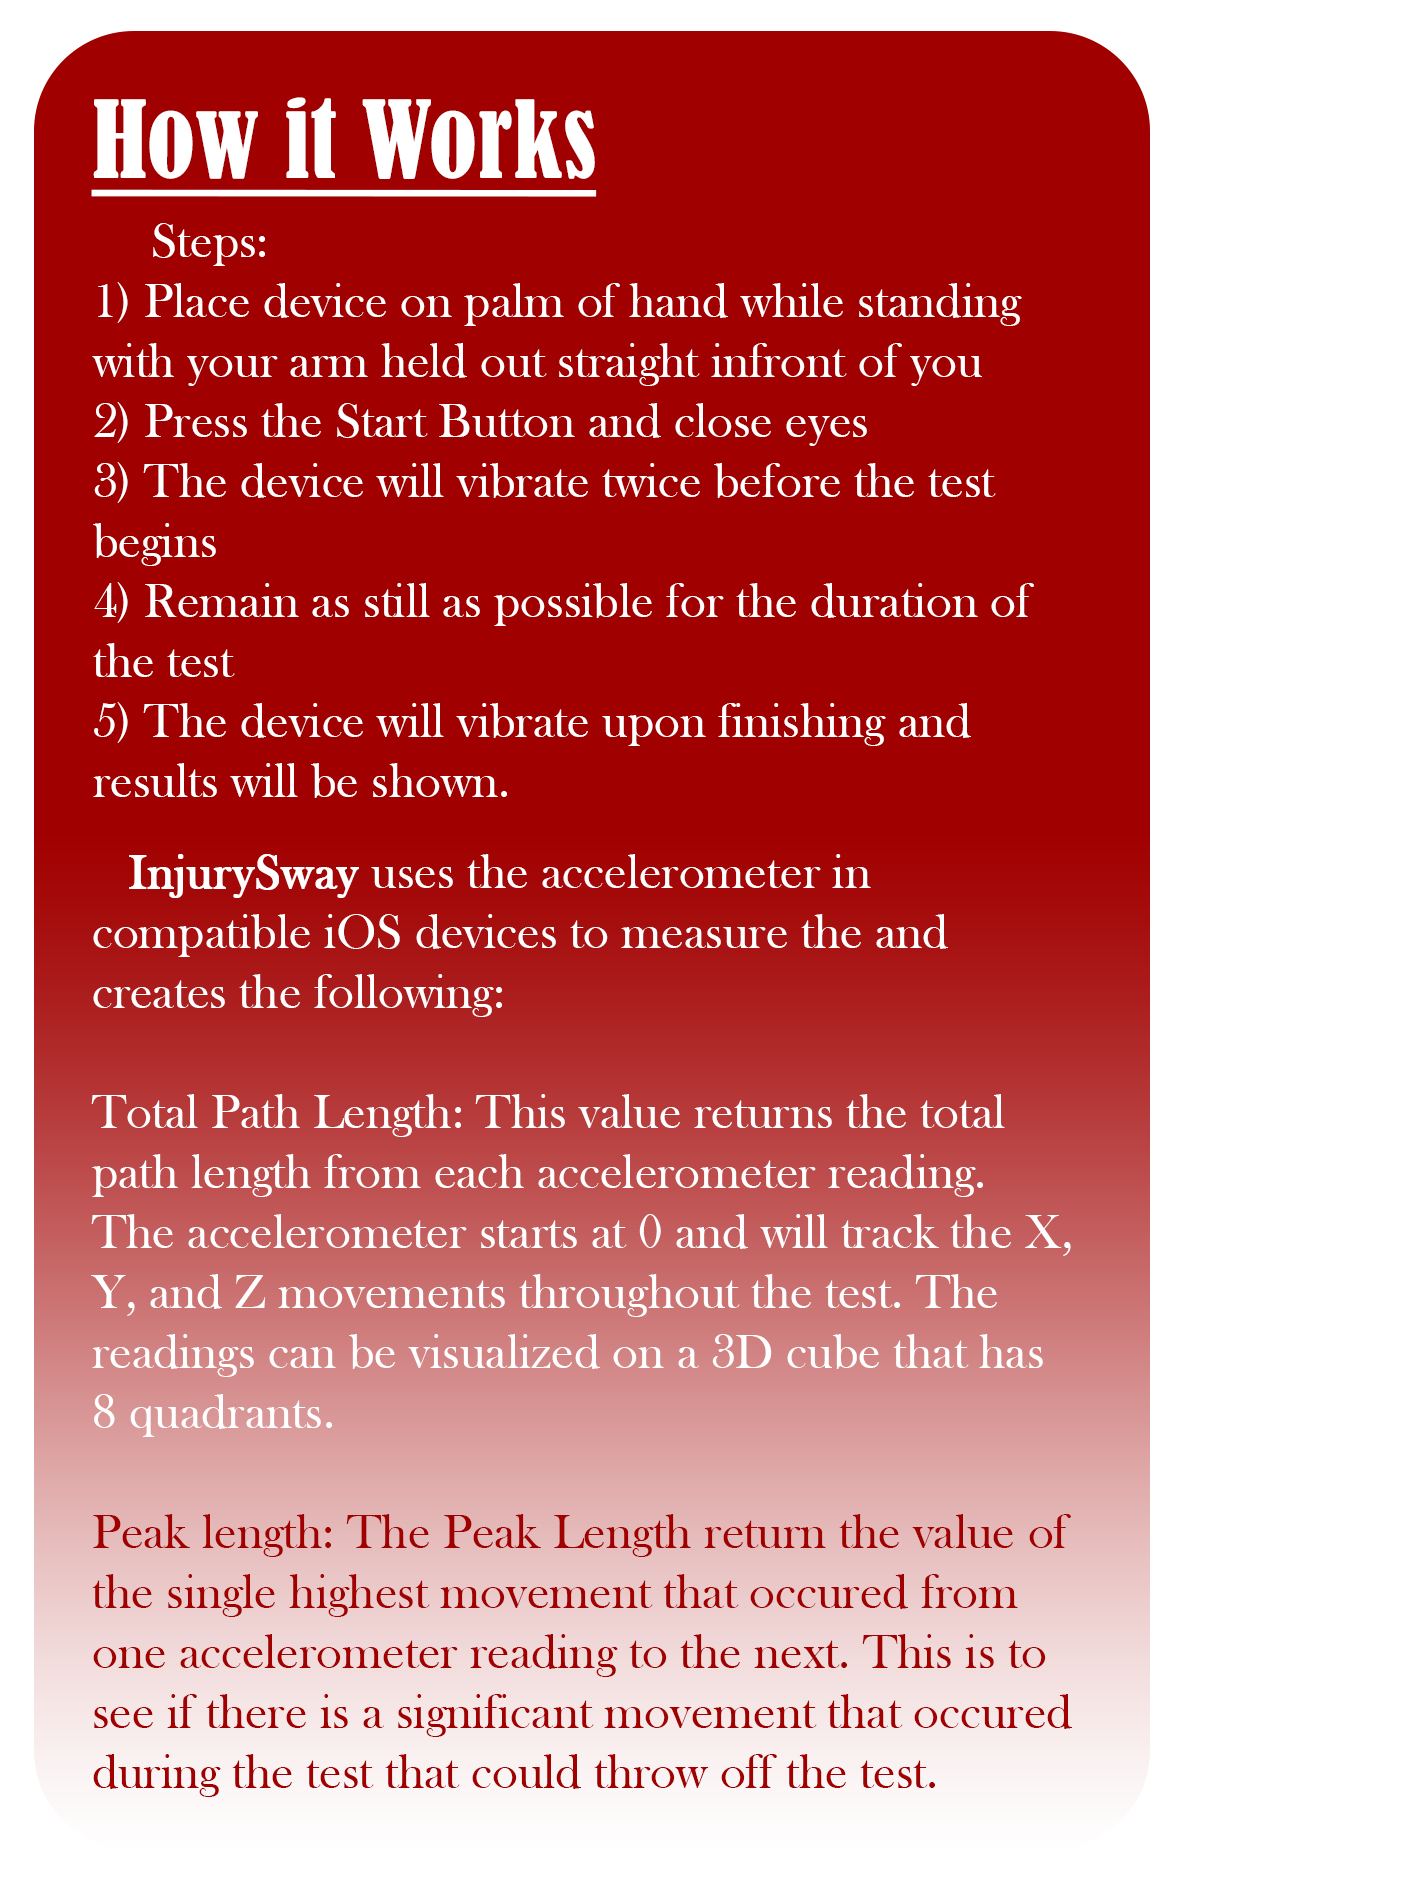 How it Works
Steps:
1) Place device on palm of hand while standing
with your arm held out straight infront of you
2) Press the Start Button and close eyes
3) The device will vibrate twice before the test
begins
4) Remain as still as possible for the duration of
the test
5) The device will vibrate upon finishing and
results will be shown.
InjurySway uses the accelerometer in
compatible iOS devices to measure the and
creates the following:
Total Path Length: This value returns the total
path length from each accelerometer reading.
The accelerometer starts at 0 and will track the X,
Y, and Z movements throughout the test. The
readings can be visualized on a 3D cube that has
8 quadrants.
Peak length: The Peak Length return the value of
the single highest movement that occured from
one accelerometer reading to the next. This is to
see if there is a significant movement that occured
during the test that could throw off the test.